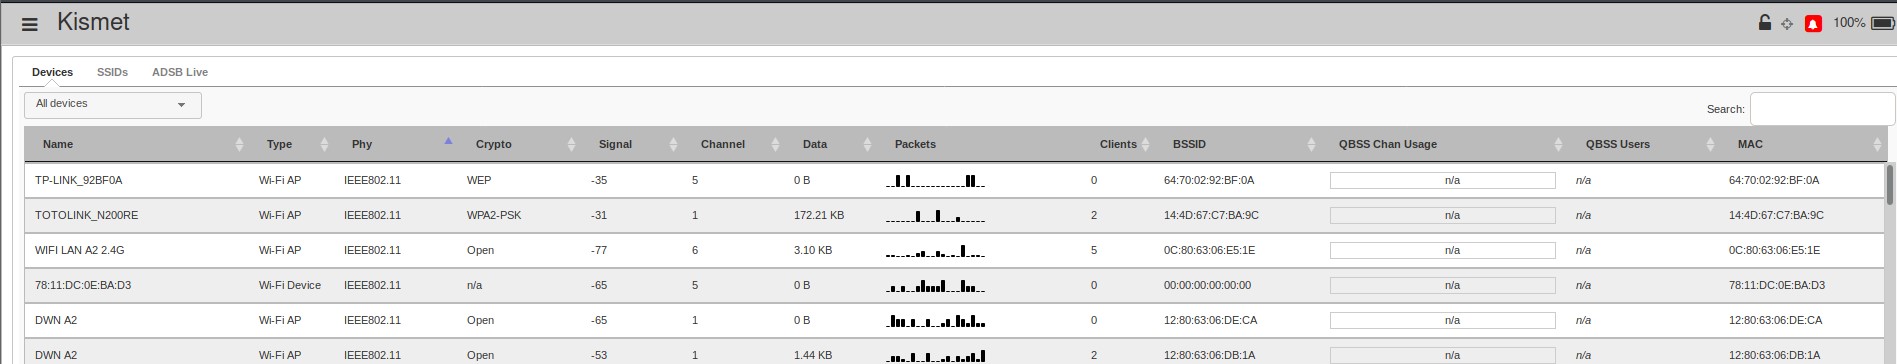 Kismet 100%
Devices SSIDs ADSB Live
All devices Search:
Name Type Phy Crypto Signal Channel Data Packets Clients BSSID QBSS Chan Usage QBSS Users MAC
TP-LINK_92BF0A Wi-Fi AP IEEE802.11 WEP -35 5 0 B 0 64:70:02:92:BF:0A n/a n/a 64:70:02:92:BF:0A
TOTOLINK_N200RE Wi-Fi AP IEEE802.11 WPA2-PSK -31 1 172.21 KB 2 14:4D:67:C7:BA:9C n/a n/a 14:4D:67:C7:BA:9C
WIFI LAN A2 2.4G Wi-Fi AP IEEE802.11 Open -77 6 3.10 KB 5 0C:80:63:06:E5:1E n/a n/a 0C:80:63:06:E5:1E
78:11:DC:0E:BA:D3 Wi-Fi Device IEEE802.11 n/a -65 5 0 B 0 00:00:00:00:00:00 n/a n/a 78:11:DC:0E:BA:D3
DWN A2 Wi-Fi AP IEEE802.11 Open -65 1 0 B 0 12:80:63:06:DE:CA n/a n/a 12:80:63:06:DE:CA
DWN A2 Wi-Fi AP IEEE802.11 Open -53 1 1.44 KB 2 12:80:63:06:DB:1A n/a n/a 12:80:63:06:DB:1A